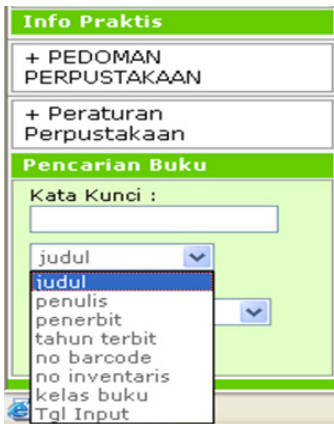 Info Praktis
+ PEDOMAN
PERPUSTAKAAN
+ Peraturan
Perpustakaan
Pencarian Buku
Kata Kunci :
judul
judul
penulis
penerbit
tahun terbit
no barcode
no inventaris
kelas buku
Tgl Input